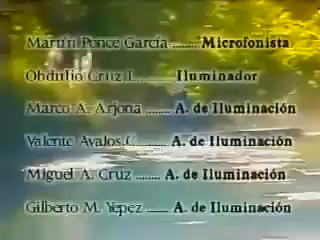 Martín Ponce García ........ Microfonista
Obdulio Cruz I. ........ Iluminador
Marco A. Arjona ........ A. de Iluminación
Valente Avalos C. ........ A. de Iluminación
Miguel A. Cruz ........ A. de Iluminación
Gilberto M. Yepez ....... A. de Iluminación